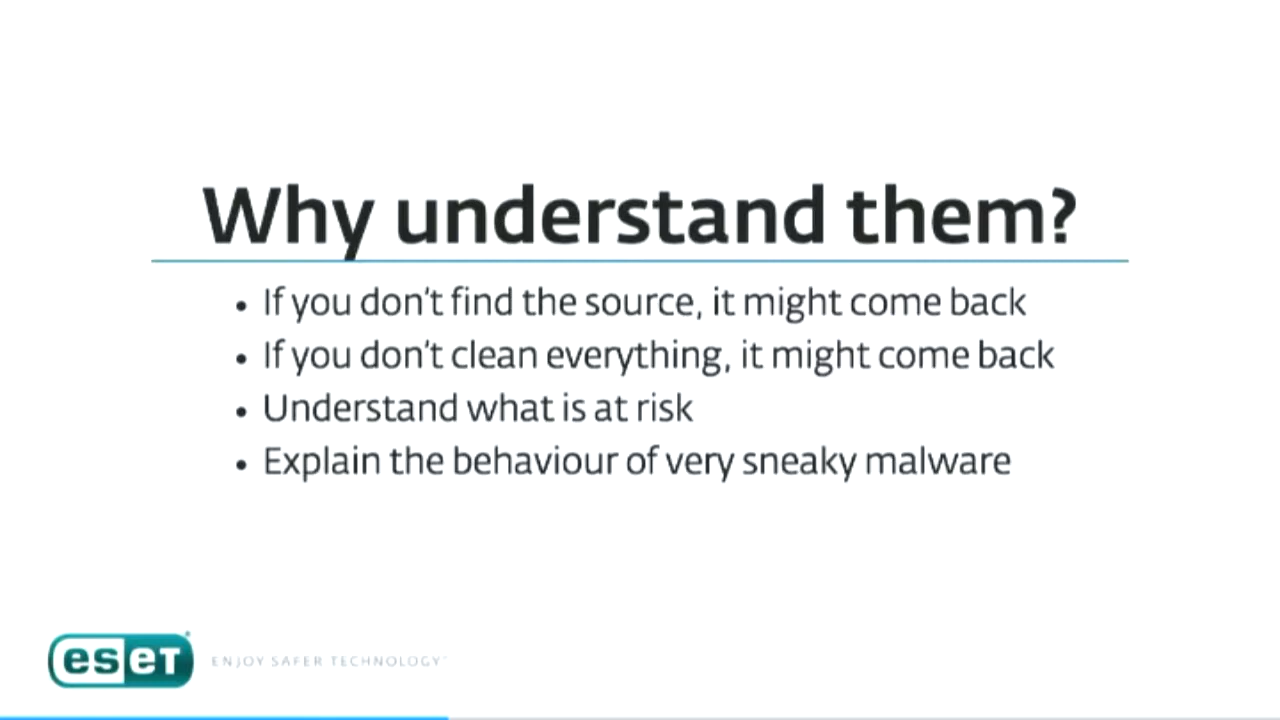 Why understand them?
• If you don't find the source, it might come back
• If you don't clean everything, it might come back
• Understand what is at risk
• Explain the behaviour of very sneaky malware
eset ENJOY SAFER TECHNOLOGY™